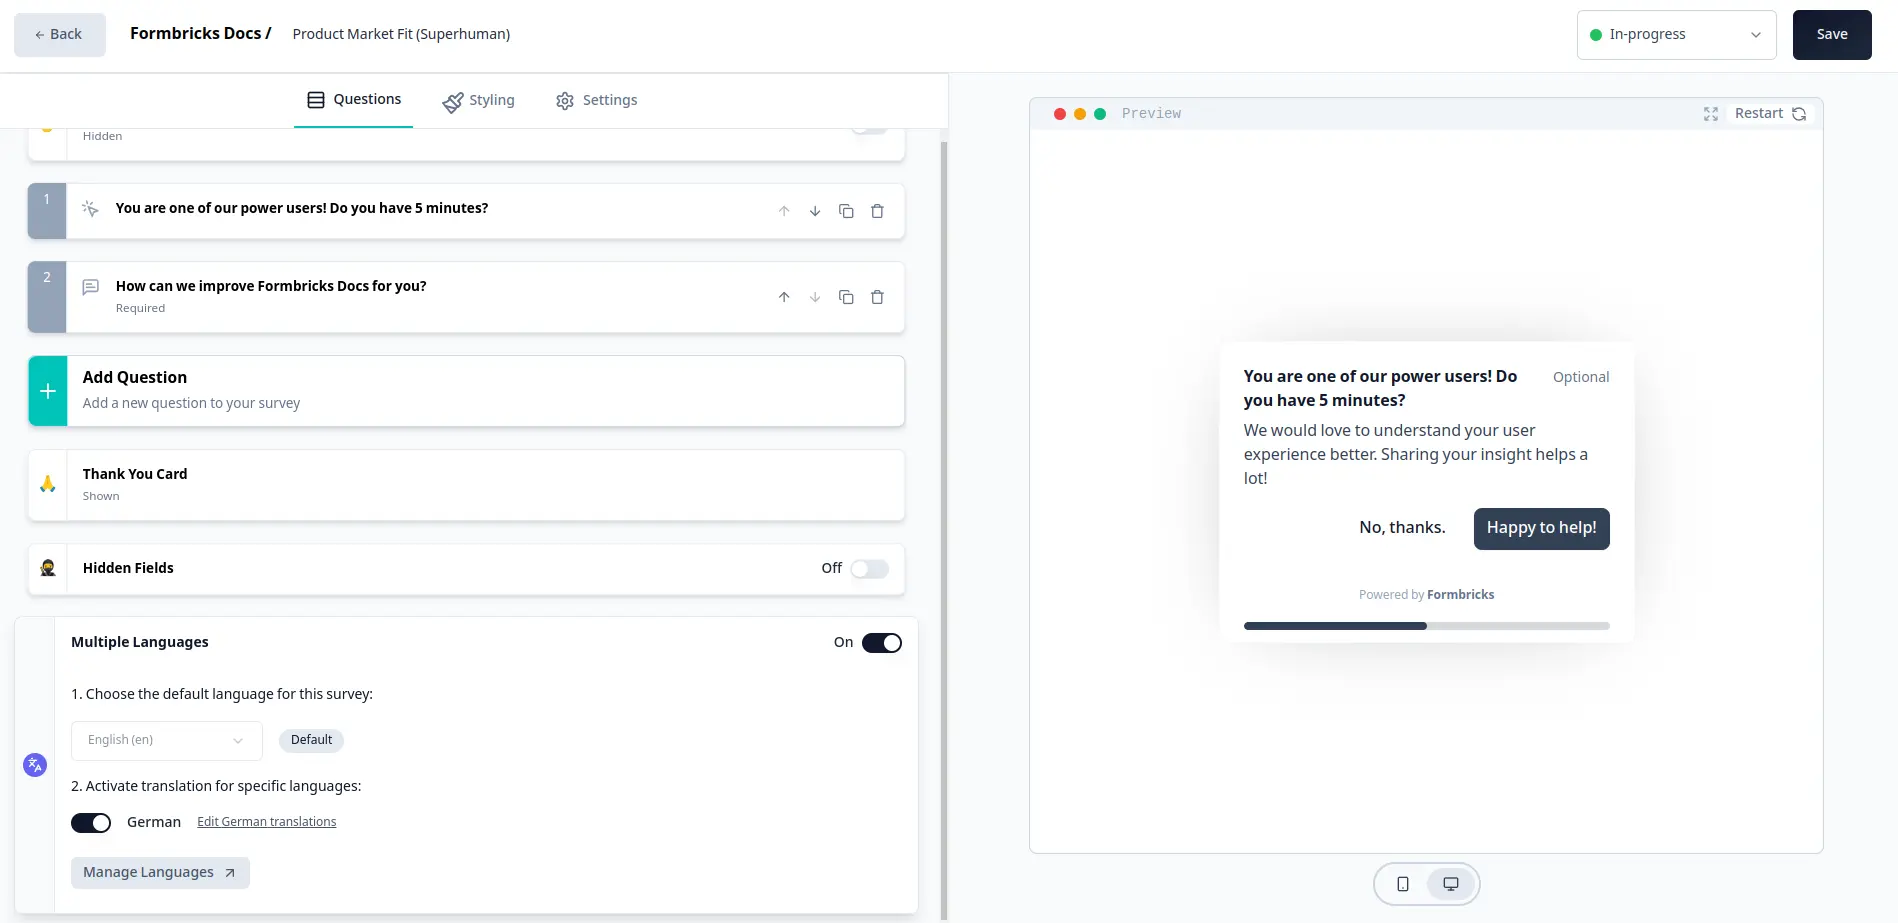 ← Back
Formbricks Docs /
Product Market Fit (Superhuman)
In-progress
Save
Questions
Styling
Settings
Hidden
1
You are one of our power users! Do you have 5 minutes?
2
How can we improve Formbricks Docs for you?
Required
Add Question
Add a new question to your survey
Thank You Card
Shown
Hidden Fields
Off
Multiple Languages
On
1. Choose the default language for this survey:
English (en)
Default
2. Activate translation for specific languages:
German
Edit German translations
Manage Languages
Preview
Restart
You are one of our power users! Do
you have 5 minutes?
Optional
We would love to understand your user
experience better. Sharing your insight helps a
lot!
No, thanks.
Happy to help!
Powered by Formbricks